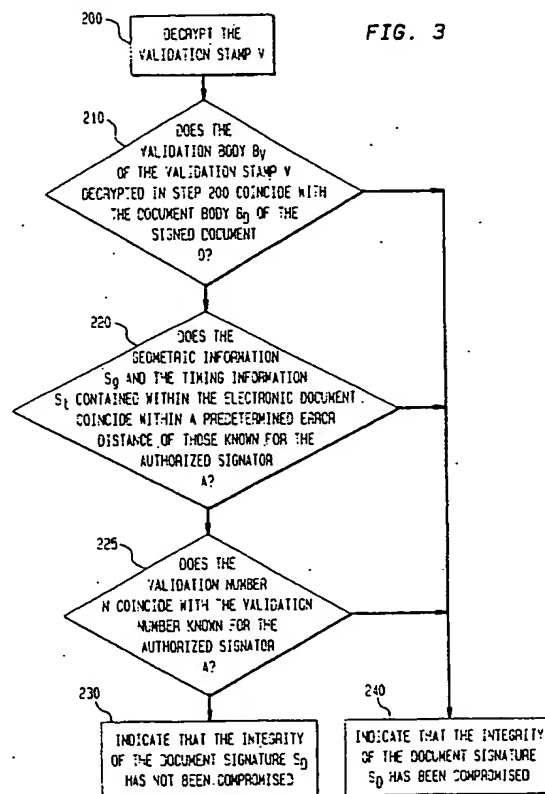 FIG. 3
200
DECRYPT THE
VALIDATION STAMP V
210
DOES THE
VALIDATION BODY Bv
OF THE VALIDATION STAMP V
DECRYPTED IN STEP 200 COINCIDE WITH
THE DOCUMENT BODY BD OF THE
SIGNED DOCUMENT
D?
220
DOES THE
GEOMETRIC INFORMATION
Sg AND THE TIMING INFORMATION
St CONTAINED WITHIN THE ELECTRONIC DOCUMENT
COINCIDE WITHIN A PREDETERMINED ERROR
DISTANCE OF THOSE KNOWN FOR THE
AUTHORIZED SIGNATOR
A?
225
DOES THE
VALIDATION NUMBER
N COINCIDE WITH THE VALIDATION
NUMBER KNOWN FOR THE
AUTHORIZED SIGNATOR
A?
230
INDICATE THAT THE INTEGRITY
OF THE DOCUMENT SIGNATURE SD
HAS NOT BEEN COMPROMISED
240
INDICATE THAT THE INTEGRITY
OF THE DOCUMENT SIGNATURE
SD HAS BEEN COMPROMISED